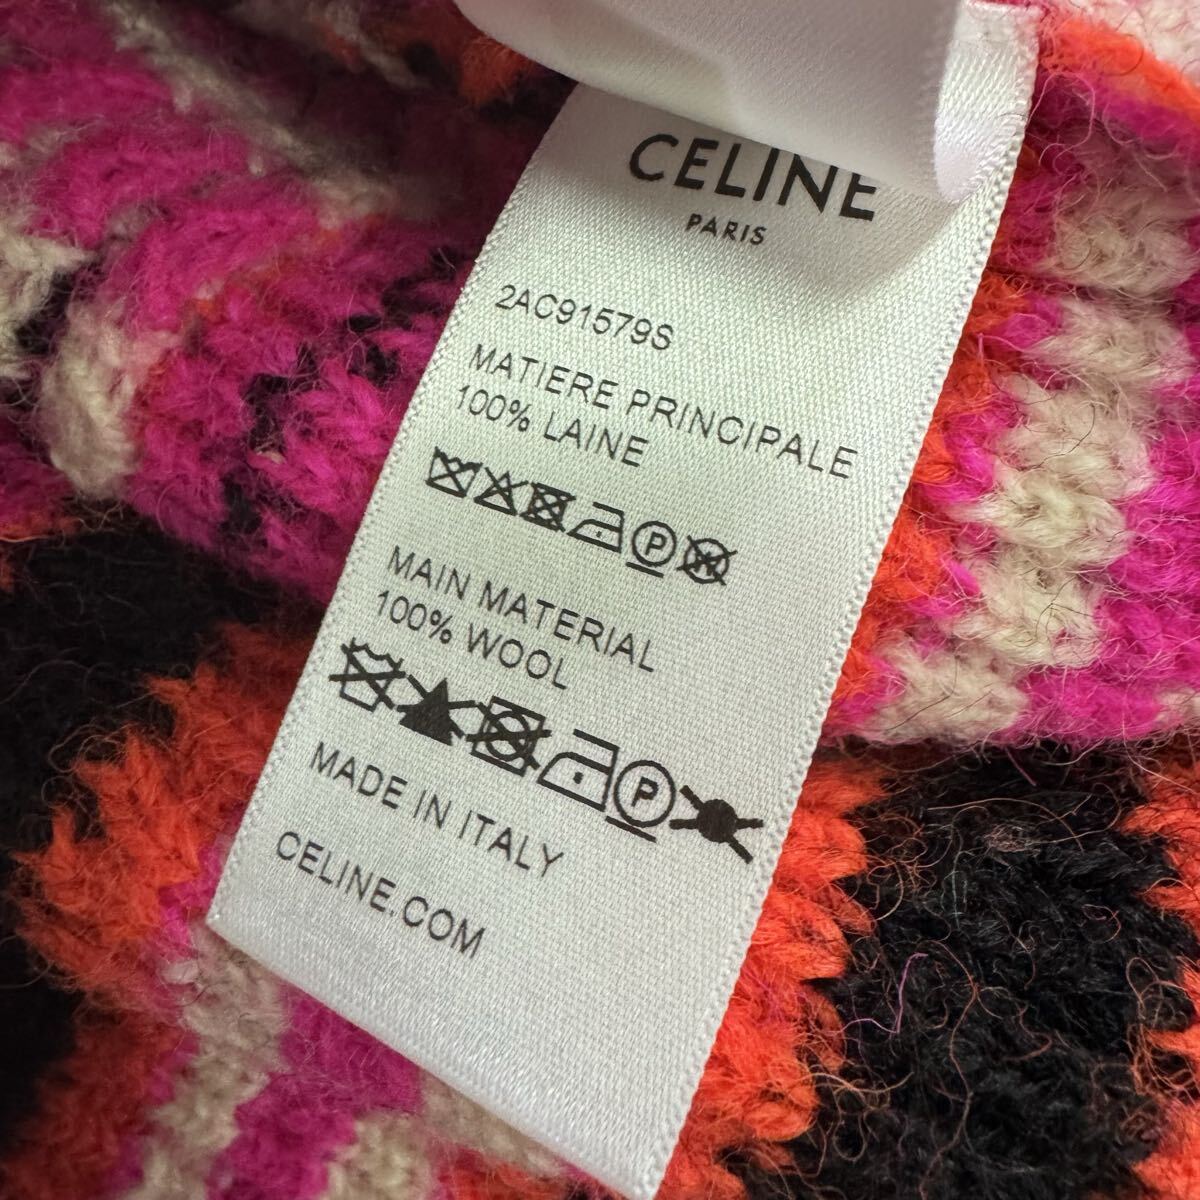 CELINE
PARIS
2AC91579S
MATIERE PRINCIPALE
100% LAINE
P
MAIN MATERIAL
100% WOOL
P
MADE IN ITALY
CELINE.COM